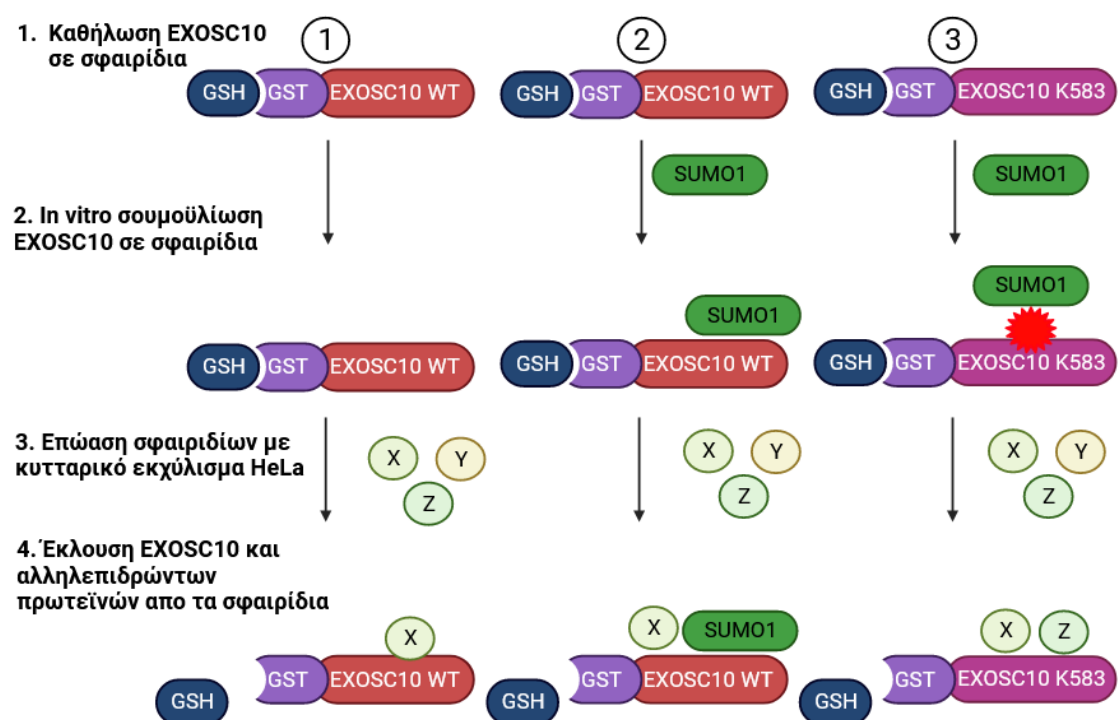 1. Καθήλωση EXOSC10
σε σφαιρίδια
1
2
3
GSH GST EXOSC10 WT
GSH GST EXOSC10 WT
GSH GST EXOSC10 K583
SUMO1
SUMO1
2. In vitro σουμοϋλίωση
EXOSC10 σε σφαιρίδια
SUMO1
SUMO1
GSH GST EXOSC10 WT
GSH GST EXOSC10 WT
GSH GST EXOSC10 K583
3. Επώαση σφαιριδίων με
κυτταρικό εκχύλισμα HeLa
X Y
Z
X Y
Z
X Y
Z
4. Έκλουση EXOSC10 και
αλληλεπιδρώντων
πρωτεϊνών απο τα σφαιρίδια
X
X SUMO1
X Z
GST EXOSC10 WT
GST EXOSC10 WT
GST EXOSC10 K583
GSH
GSH
GSH